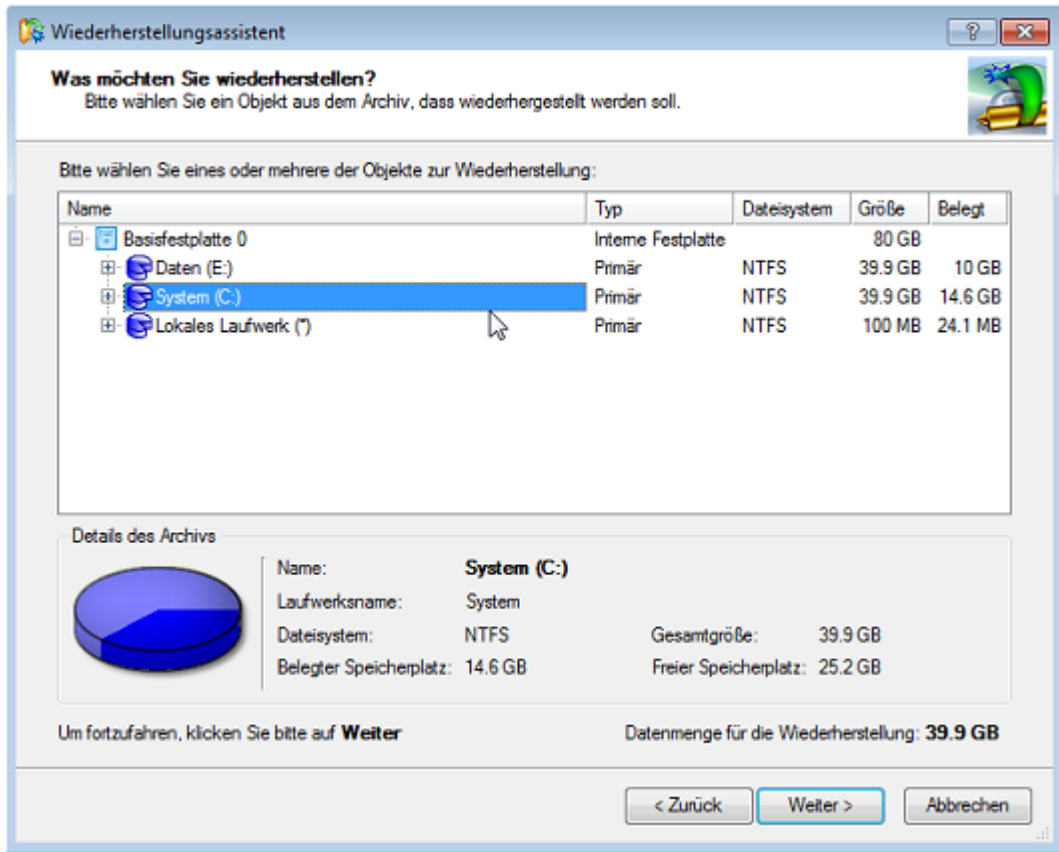 Wiederherstellungsassistent
Was möchten Sie wiederherstellen?
Bitte wählen Sie ein Objekt aus dem Archiv, dass wiederhergestellt werden soll.
Bitte wählen Sie eines oder mehrere der Objekte zur Wiederherstellung:
Name Typ Dateisystem Größe Belegt
Basisfestplatte 0 Interne Festplatte 80 GB
Daten (E:) Primär NTFS 39.9 GB 10 GB
System (C:) Primär NTFS 39.9 GB 14.6 GB
Lokales Laufwerk (*) Primär NTFS 100 MB 24.1 MB
Details des Archivs
Name: System (C:)
Laufwerksname: System
Dateisystem: NTFS Gesamtgröße: 39.9 GB
Belegter Speicherplatz: 14.6 GB Freier Speicherplatz: 25.2 GB
Um fortzufahren, klicken Sie bitte auf Weiter Datenmenge für die Wiederherstellung: 39.9 GB
< Zurück Weiter > Abbrechen